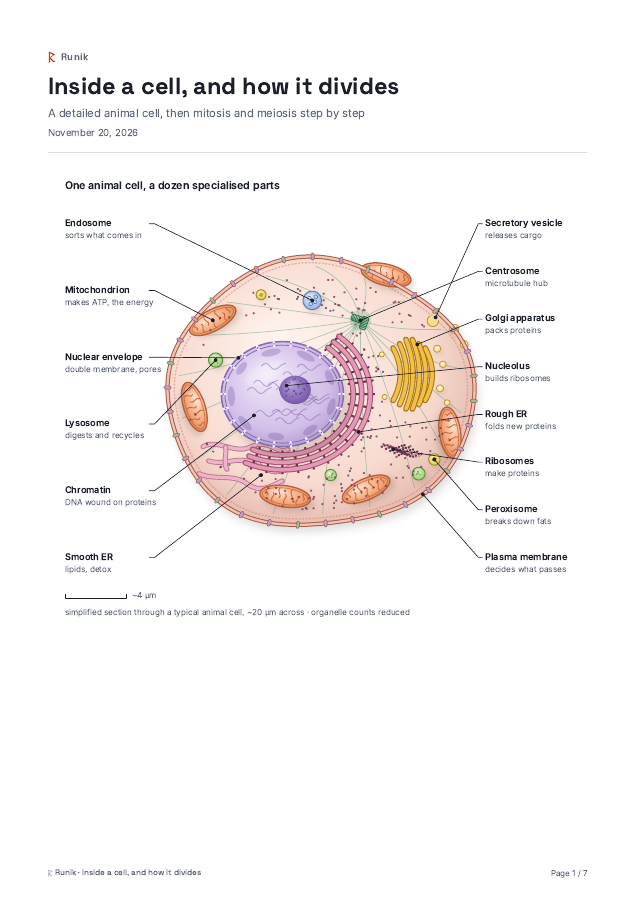 Runik
Inside a cell, and how it divides
A detailed animal cell, then mitosis and meiosis step by step
November 20, 2026
One animal cell, a dozen specialised parts
Endosome
sorts what comes in
Mitochondrion
makes ATP, the energy
Nuclear envelope
double membrane, pores
Lysosome
digests and recycles
Chromatin
DNA wound on proteins
Smooth ER
lipids, detox
Secretory vesicle
releases cargo
Centrosome
microtubule hub
Golgi apparatus
packs proteins
Nucleolus
builds ribosomes
Rough ER
folds new proteins
Ribosomes
make proteins
Peroxisome
breaks down fats
Plasma membrane
decides what passes
~4 µm
simplified section through a typical animal cell, ~20 µm across · organelle counts reduced
Runik · Inside a cell, and how it divides
Page 1 / 7